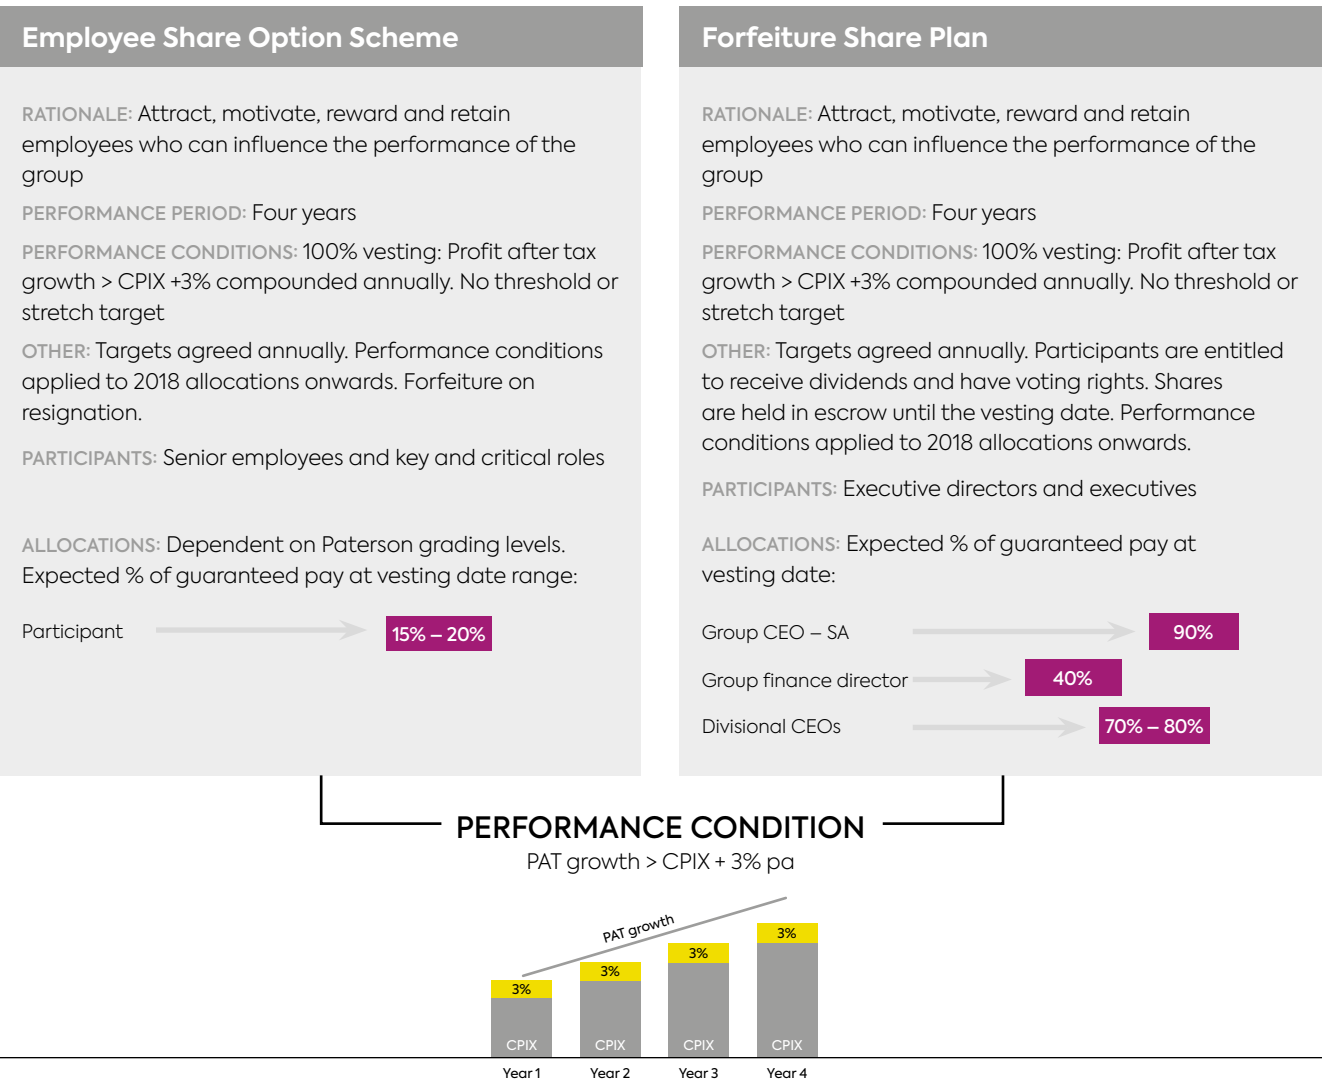 Employee Share Option Scheme
RATIONALE: Attract, motivate, reward and retain
employees who can influence the performance of the
group
PERFORMANCE PERIOD: Four years
PERFORMANCE CONDITIONS: 100% vesting: Profit after tax
growth > CPIX +3% compounded annually. No threshold or
stretch target
OTHER: Targets agreed annually. Performance conditions
applied to 2018 allocations onwards. Forfeiture on
resignation.
PARTICIPANTS: Senior employees and key and critical roles
ALLOCATIONS: Dependent on Paterson grading levels.
Expected % of guaranteed pay at vesting date range:
Participant 15% – 20%
Forfeiture Share Plan
RATIONALE: Attract, motivate, reward and retain
employees who can influence the performance of the
group
PERFORMANCE PERIOD: Four years
PERFORMANCE CONDITIONS: 100% vesting: Profit after tax
growth > CPIX +3% compounded annually. No threshold or
stretch target
OTHER: Targets agreed annually. Participants are entitled
to receive dividends and have voting rights. Shares
are held in escrow until the vesting date. Performance
conditions applied to 2018 allocations onwards.
PARTICIPANTS: Executive directors and executives
ALLOCATIONS: Expected % of guaranteed pay at
vesting date:
Group CEO – SA 90%
Group finance director 40%
Divisional CEOs 70% – 80%
PERFORMANCE CONDITION
PAT growth > CPIX + 3% pa
PAT growth
3% 3% 3% 3%
CPIX CPIX CPIX CPIX
Year 1 Year 2 Year 3 Year 4